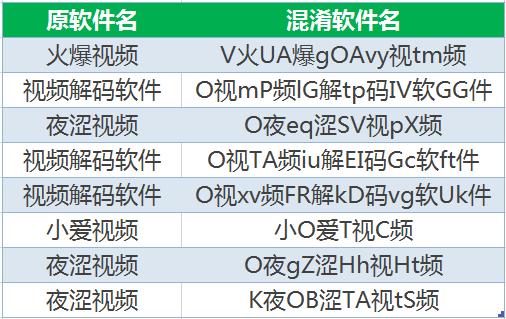 原软件名 混淆软件名
火爆视频 V火UA爆gOAvy视tm频
视频解码软件 O视mP频lG解tp码IV软GG件
夜涩视频 O夜eq涩SV视pX频
视频解码软件 O视TA频iu解EI码Gc软ft件
视频解码软件 O视xv频FR解kD码vg软Uk件
小爱视频 小O爱T视C频
夜涩视频 O夜gZ涩Hh视Ht频
夜涩视频 K夜OB涩TA视tS频